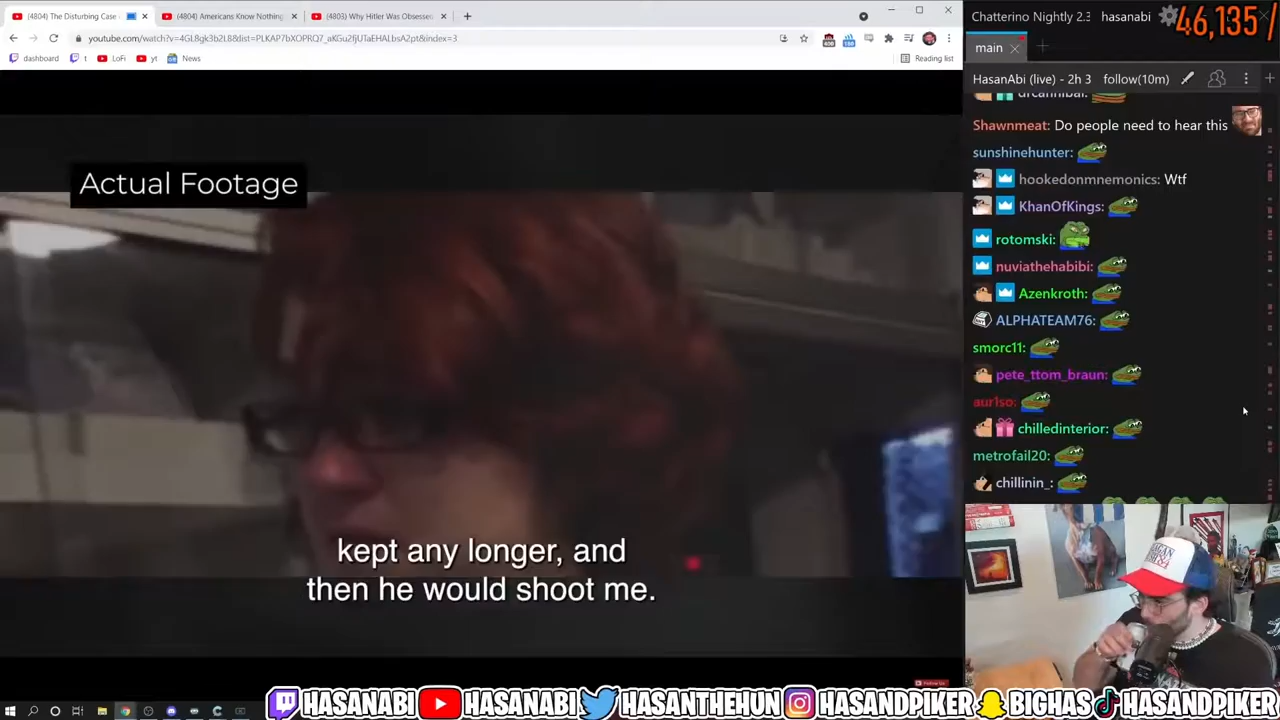 (4804) The Disturbing Case
(4804) Americans Know Nothing
(4803) Why Hitler Was Obsesse
youtube.com/watch?v=4GL8gk3b2L8&list=PLKAP7bXOPRQ7_aKGu2fjUTaEHALbsA2pt&index=3
dashboard
t
LoFi
yt
News
Reading list
Actual Footage
kept any longer, and
then he would shoot me.
Chatterino Nightly 2.3
hasanabi
46,135 /
main
HasanAbi (live) - 2h 3
follow(10m)
urcannibal:
Shawnmeat: Do people need to hear this
sunshinehunter:
hookedonmnemonics: Wtf
KhanOfKings:
rotomski:
nuviathehabibi:
Azenkroth:
ALPHATEAM76:
smorc11:
pete_ttom_braun:
aur1so:
chilledinterior:
metrofail20:
chillinin_:
HASANABI
HASANABI
HASANTHEHUN
HASANDPIKER
BIGHAS
HASANDPIKER